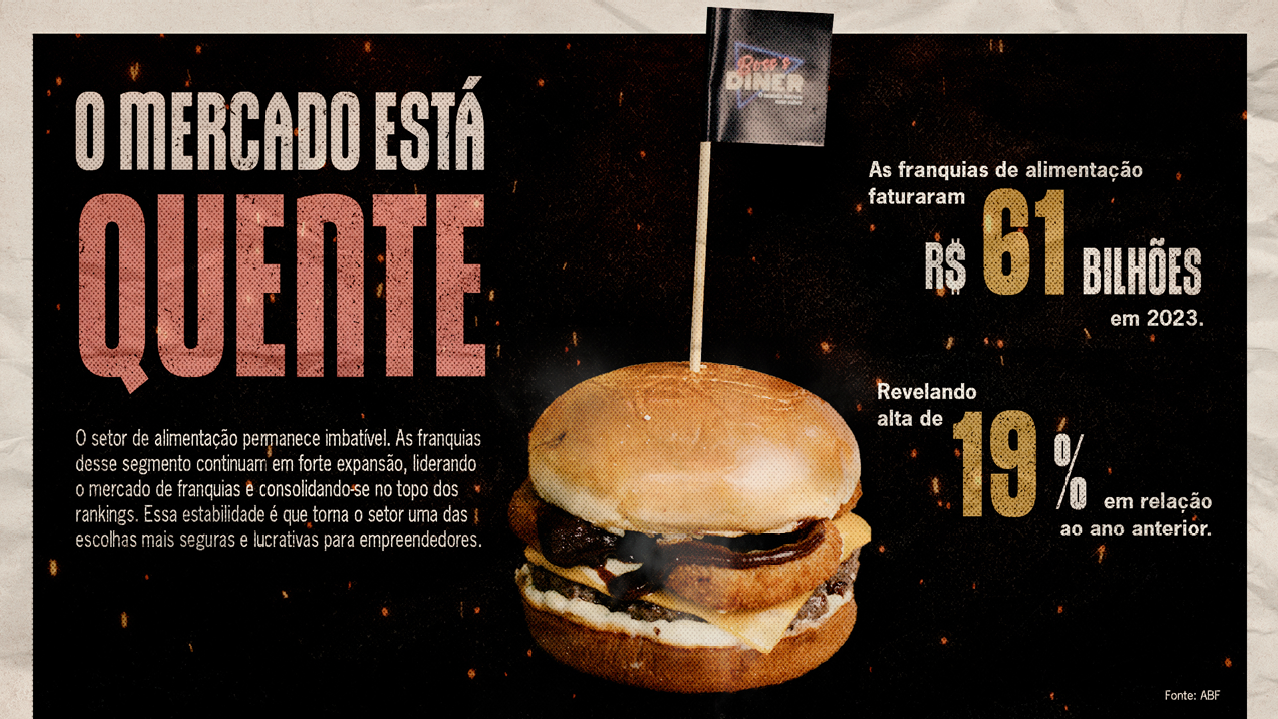 O MERCADO ESTÁ
QUENTE
O setor de alimentação permanece imbatível. As franquias
desse segmento continuam em forte expansão, liderando
o mercado de franquias e consolidando-se no topo dos
rankings. Essa estabilidade é que torna o setor uma das
escolhas mais seguras e lucrativas para empreendedores.
DINER
As franquias de alimentação
faturaram
R$ 61 BILHÕES
em 2023.
Revelando
alta de
19% em relação
ao ano anterior.
Fonte: ABF